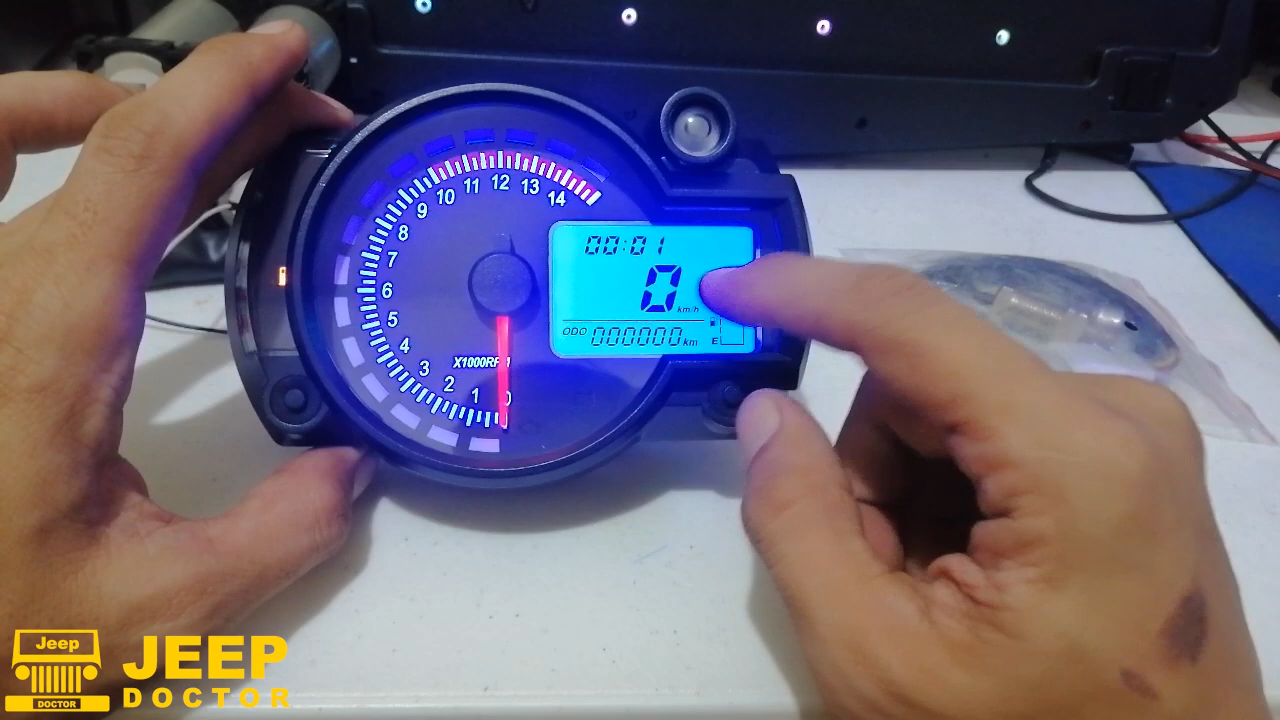 14
13
12
11
10
9
8
7
6
5
4
3
2
1
0
00:01
0 km/h
ODO 000000 km
E
Jeep
DOCTOR
JEEP
DOCTOR